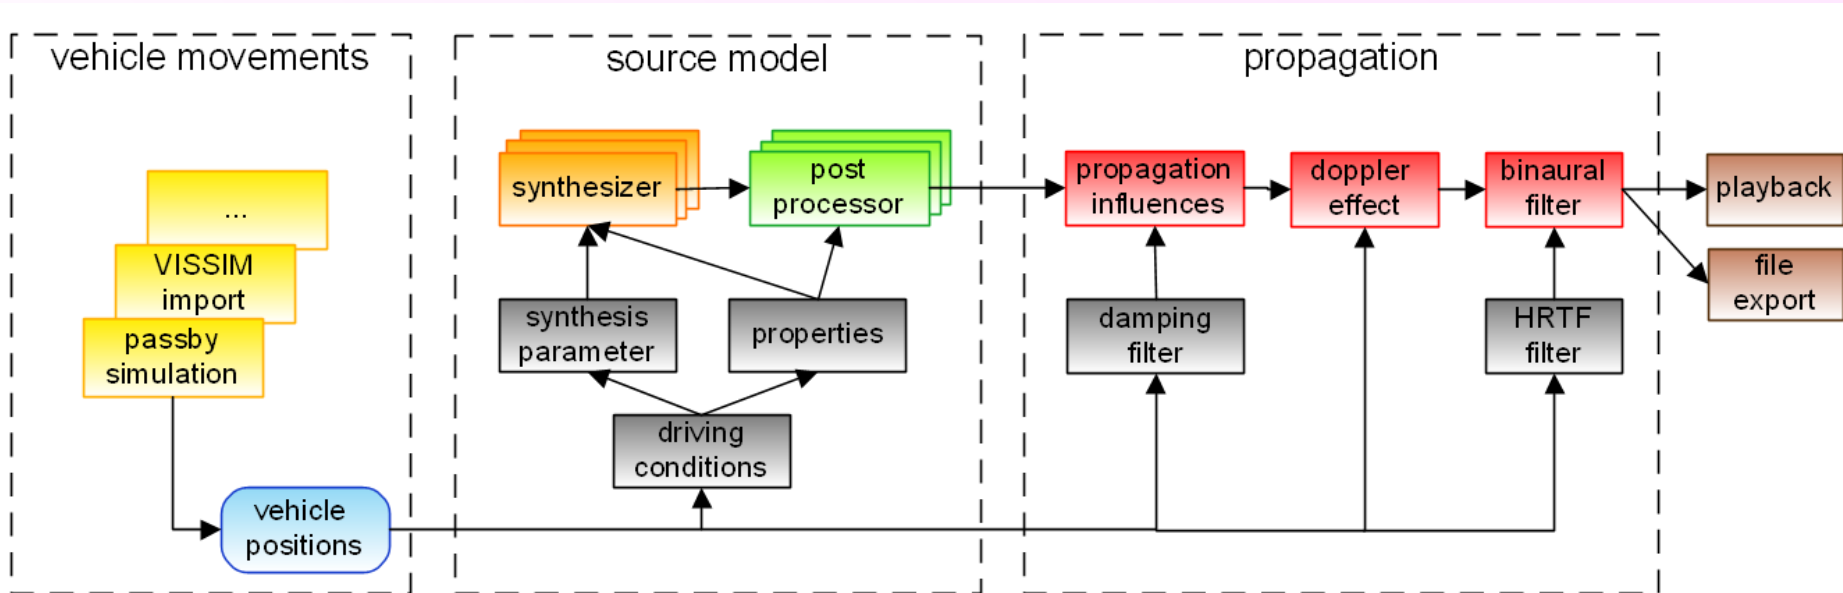 vehicle movements
source model
propagation
...
VISSIM
import
passby
simulation
vehicle
positions
synthesizer
post
processor
synthesis
parameter
properties
driving
conditions
propagation
influences
doppler
effect
binaural
filter
damping
filter
HRTF
filter
playback
file
export